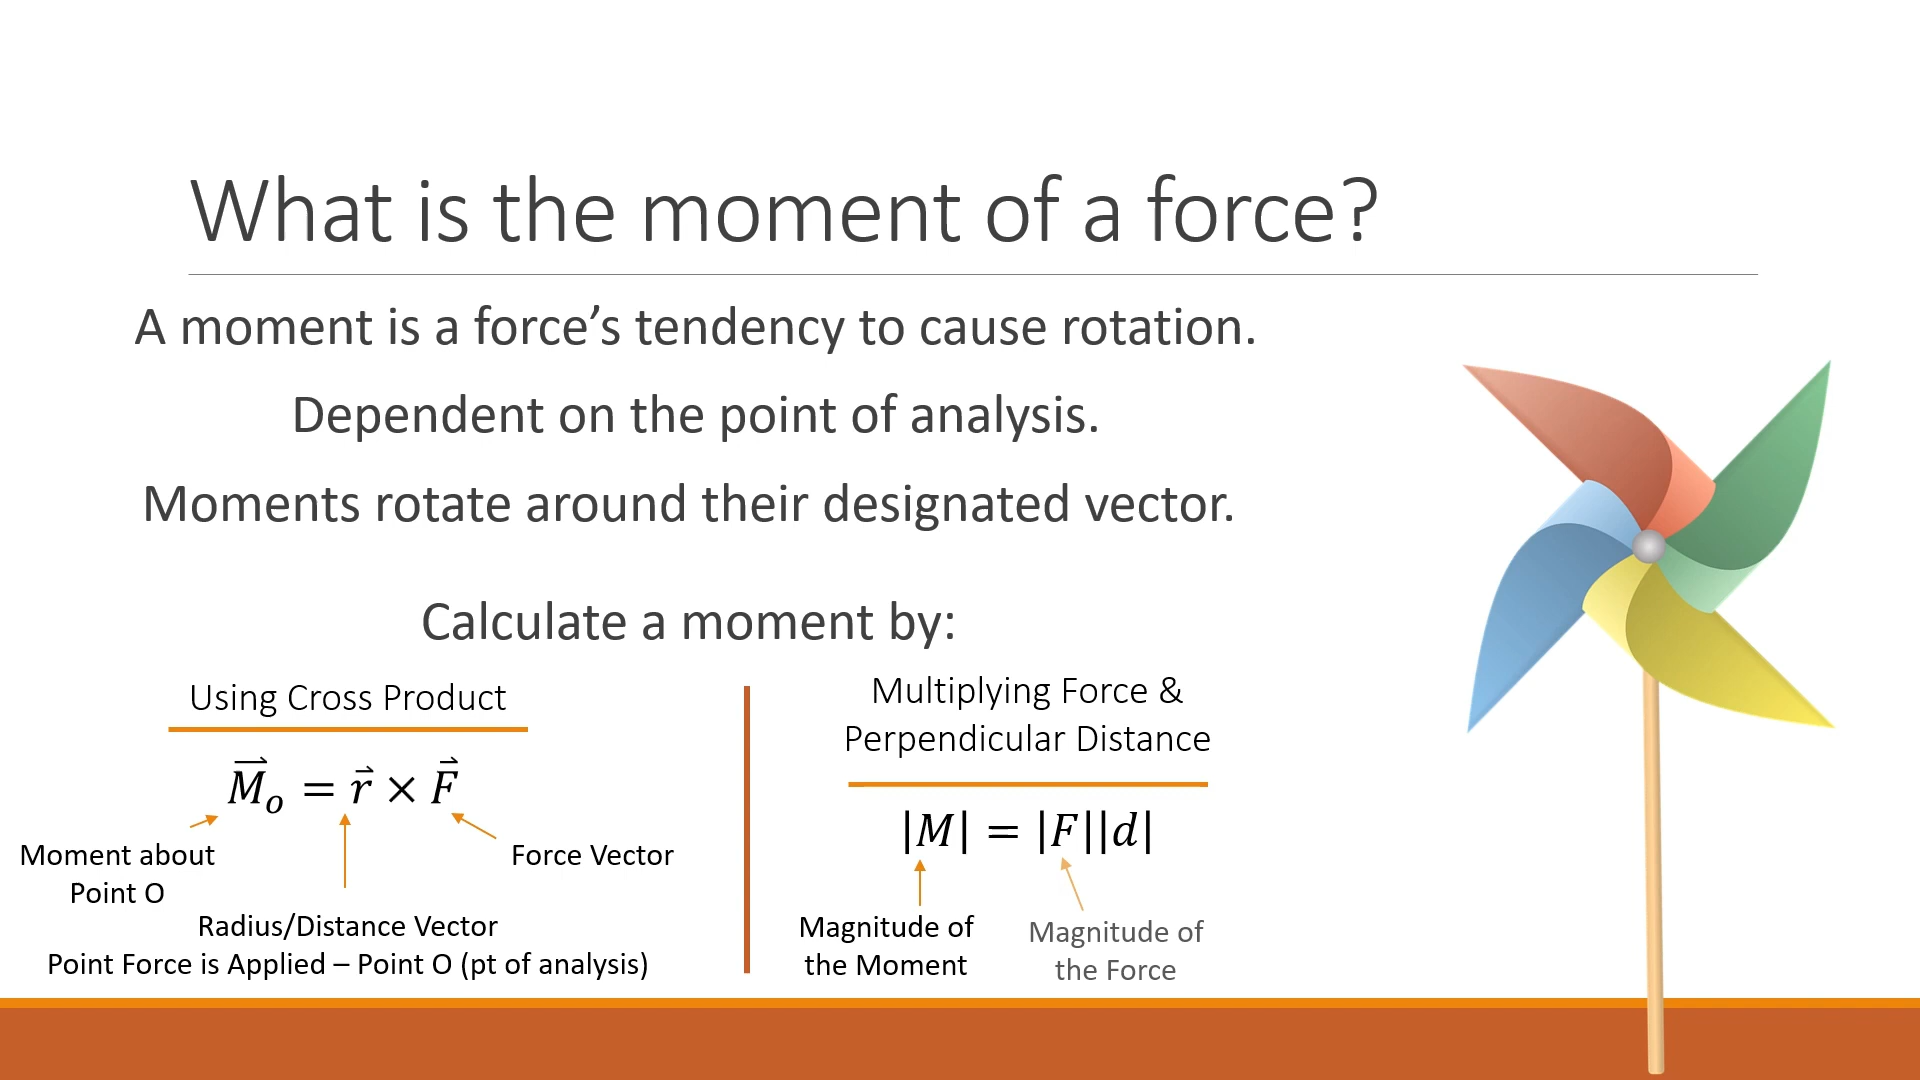 What is the moment of a force?
A moment is a force’s tendency to cause rotation.
Dependent on the point of analysis.
Moments rotate around their designated vector.
Calculate a moment by:
Using Cross Product
M⃗ₒ = r⃗ × F⃗
Moment about
Point O
Force Vector
Radius/Distance Vector
Point Force is Applied – Point O (pt of analysis)
Multiplying Force &
Perpendicular Distance
|M| = |F||d|
Magnitude of
the Moment
Magnitude of
the Force